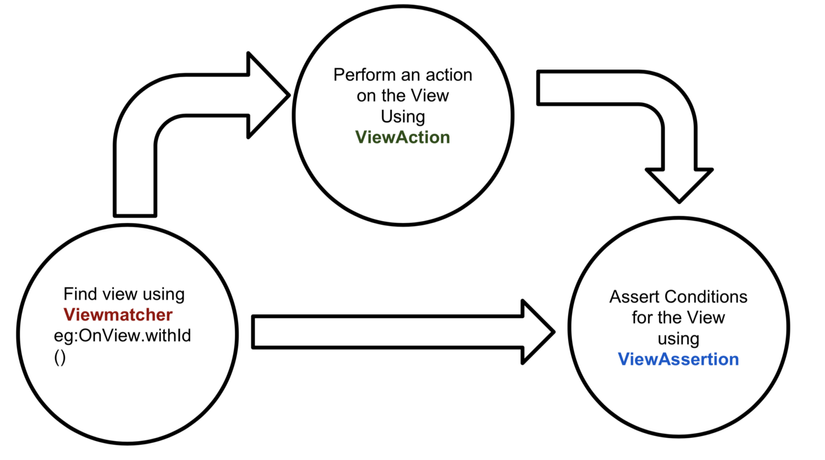 Perform an action
on the View
Using
ViewAction
Find view using
Viewmatcher
eg:OnView.withId
()
Assert Conditions
for the View
using
ViewAssertion